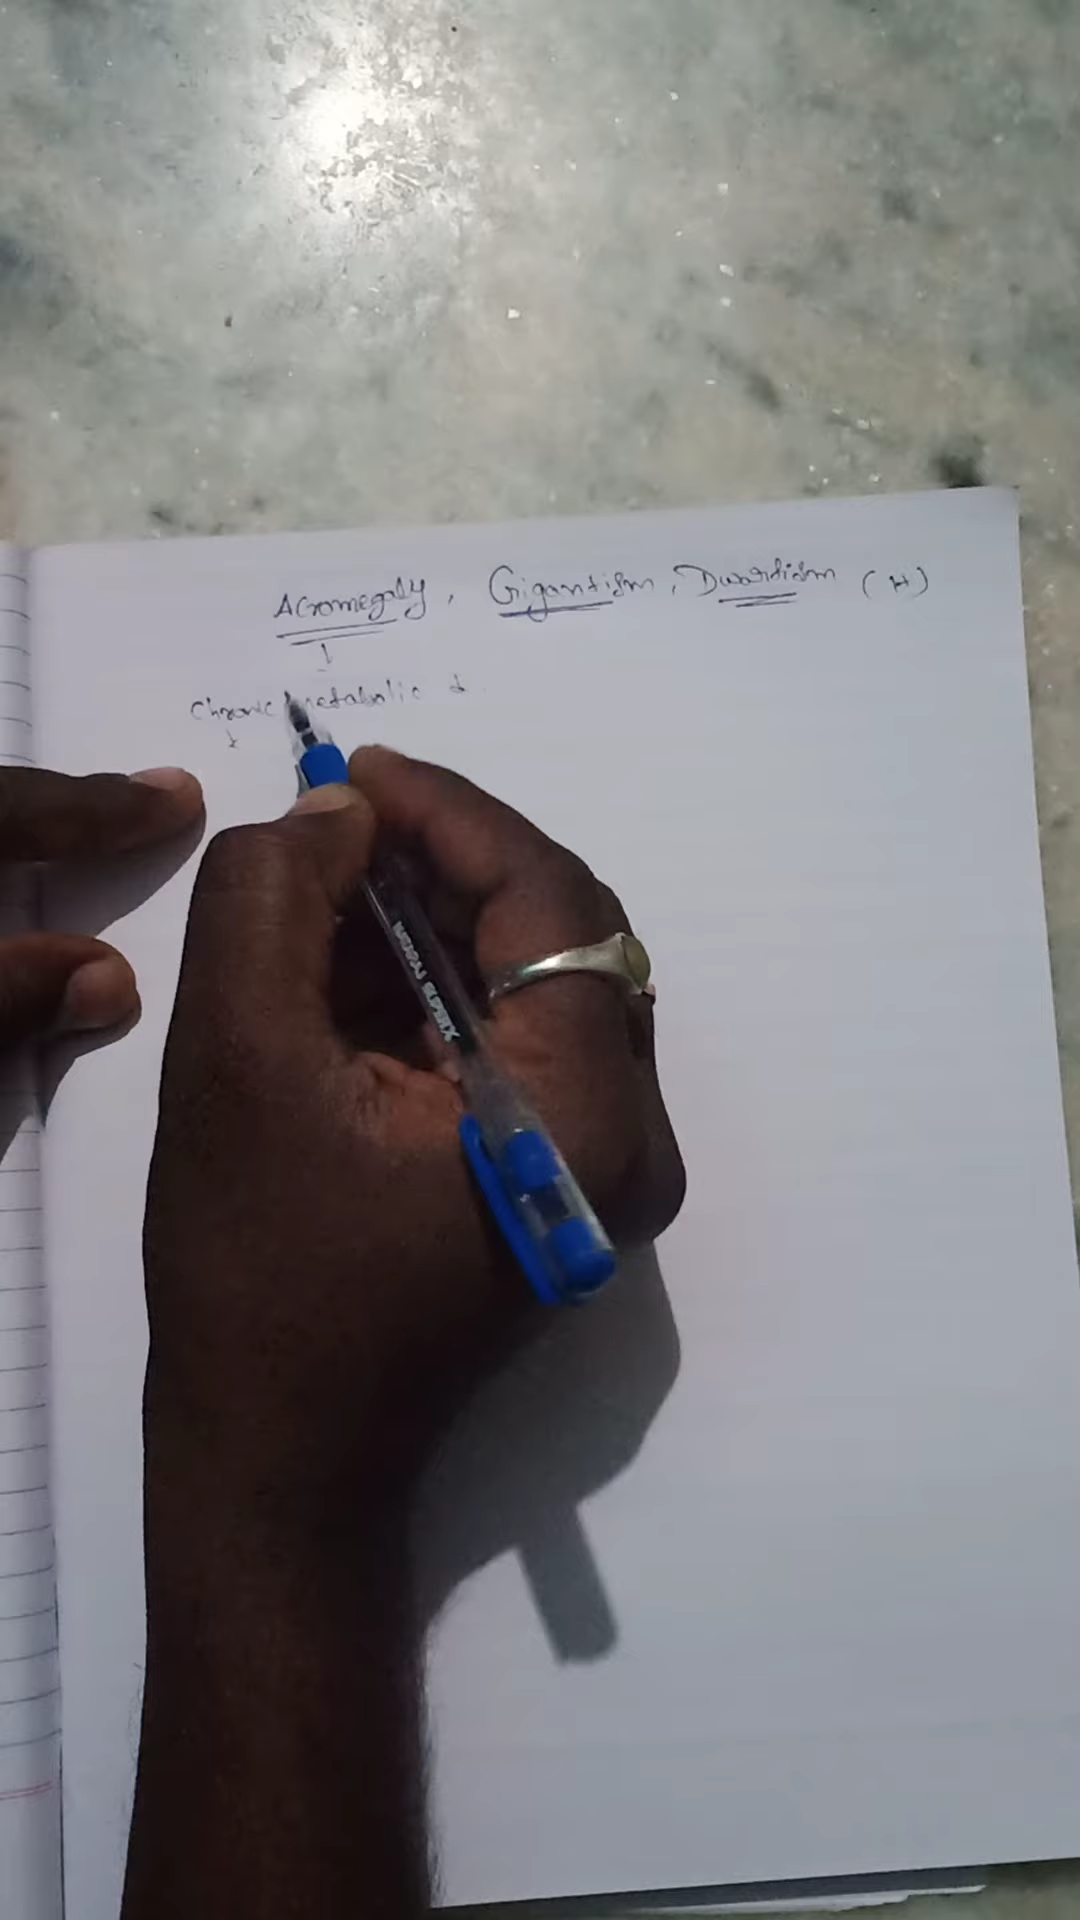 Acromegaly, Gigantism, Dwarfism (H)
↓
Chronic metabolic d.
↓